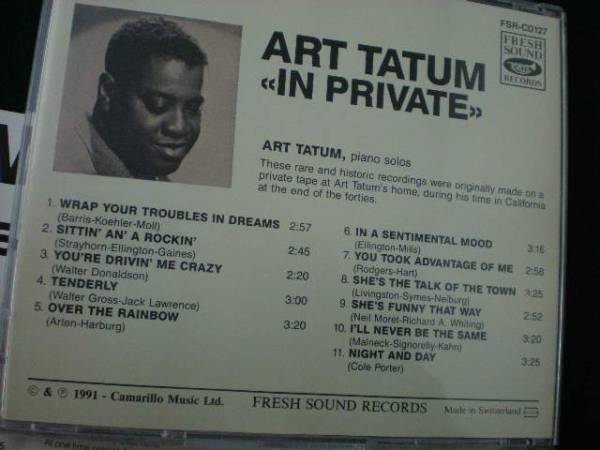 FSR-CD127
FRESH
SOUND
RECORDS
ART TATUM
«IN PRIVATE»
ART TATUM, piano solos
These rare and historic recordings were originally made on a
private tape at Art Tatum's home, during his time in California
at the end of the forties.
1. WRAP YOUR TROUBLES IN DREAMS 2:57
(Barris-Koehler-Moll)
2. SITTIN' AN' A ROCKIN' 2:45
(Strayhorn-Ellington-Gaines)
3. YOU'RE DRIVIN' ME CRAZY 2:20
(Walter Donaldson)
4. TENDERLY 3:00
(Walter Gross-Jack Lawrence)
5. OVER THE RAINBOW 3:20
(Arlen-Harburg)
6. IN A SENTIMENTAL MOOD 3:16
(Ellington-Mills)
7. YOU TOOK ADVANTAGE OF ME 2:58
(Rodgers-Hart)
8. SHE'S THE TALK OF THE TOWN 3:25
(Livingston-Symes-Neiburg)
9. SHE'S FUNNY THAT WAY 2:52
(Neil Moret-Richard A. Whiting)
10. I'LL NEVER BE THE SAME 3:20
(Malneck-Signorelly-Kahn)
11. NIGHT AND DAY 3:25
(Cole Porter)
© & ℗ 1991 - Camarillo Music Ltd. FRESH SOUND RECORDS Made in Switzerland
At one time